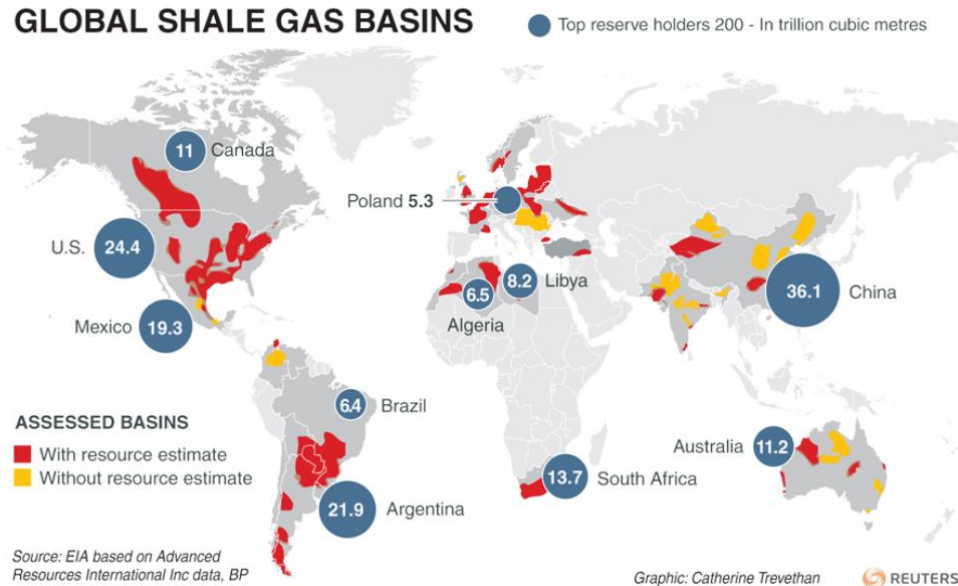 GLOBAL SHALE GAS BASINS
Top reserve holders 200 - In trillion cubic metres
11 Canada
Poland 5.3
U.S. 24.4
8.2 Libya
6.5
Algeria
36.1 China
Mexico 19.3
6.4 Brazil
ASSESSED BASINS
With resource estimate
Without resource estimate
Australia 11.2
13.7 South Africa
21.9 Argentina
Source: EIA based on Advanced
Resources International Inc data, BP
Graphic: Catherine Trevethan
REUTERS